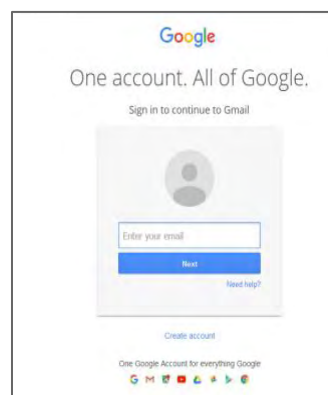 Google
One account. All of Google.
Sign in to continue to Gmail
Enter your email
Next
Need help?
Create account
One Google Account for everything Google